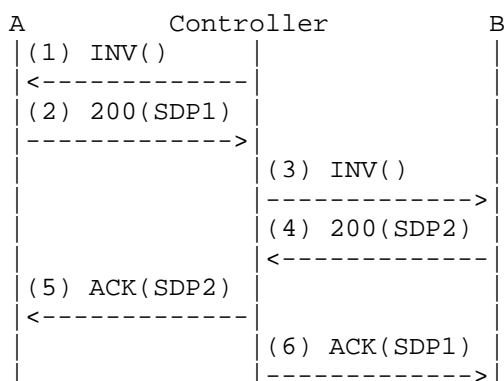 A Controller B
(1) INV()
<-------------
(2) 200(SDP1)
------------->
(3) INV()
------------->
(4) 200(SDP2)
<-------------
(5) ACK(SDP2)
<-------------
(6) ACK(SDP1)
------------->